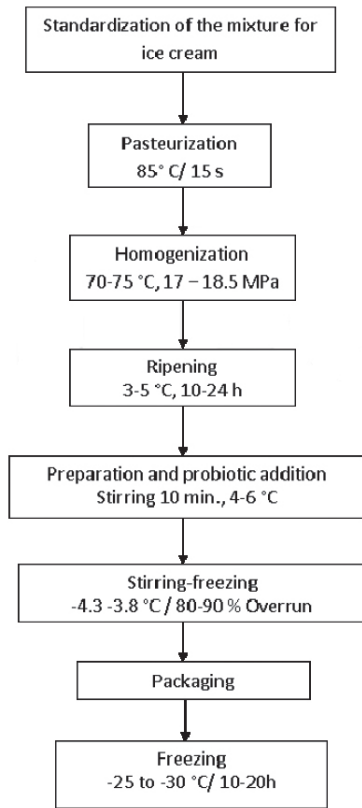 Standardization of the mixture for
ice cream
Pasteurization
85° C/ 15 s
Homogenization
70-75 °C, 17 – 18.5 MPa
Ripening
3-5 °C, 10-24 h
Preparation and probiotic addition
Stirring 10 min., 4-6 °C
Stirring-freezing
-4.3 -3.8 °C / 80-90 % Overrun
Packaging
Freezing
-25 to -30 °C/ 10-20h